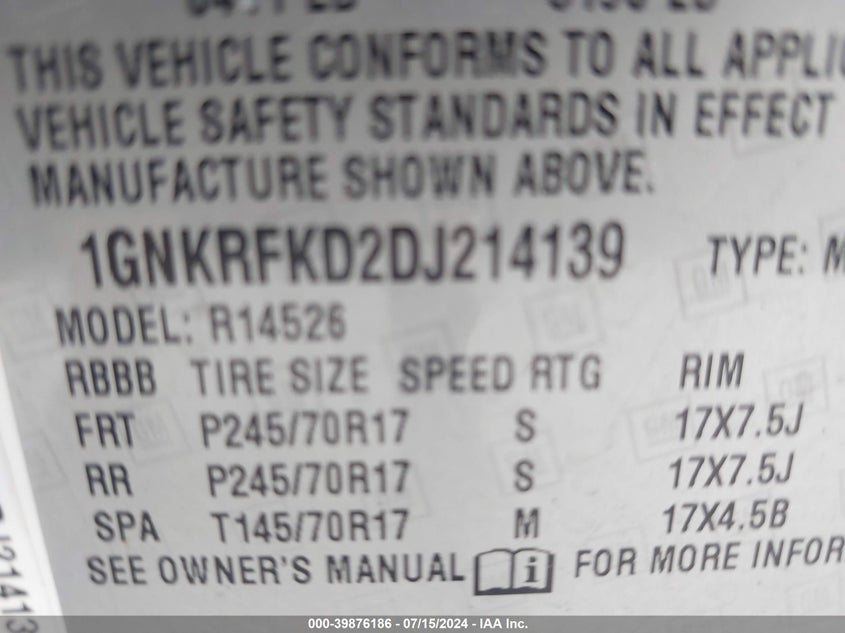 THIS VEHICLE CONFORMS TO ALL
VEHICLE SAFETY STANDARDS IN EFFECT
MANUFACTURE SHOWN ABOVE.
1GNKRFKD2DJ214139 TYPE: M
MODEL: R14526
RBBB TIRE SIZE SPEED RTG RIM
FRT P245/70R17 S 17X7.5J
RR P245/70R17 S 17X7.5J
SPA T145/70R17 M 17X4.5B
SEE OWNER'S MANUAL i FOR MORE
000-39876186 - 07/15/2024 - IAA Inc.